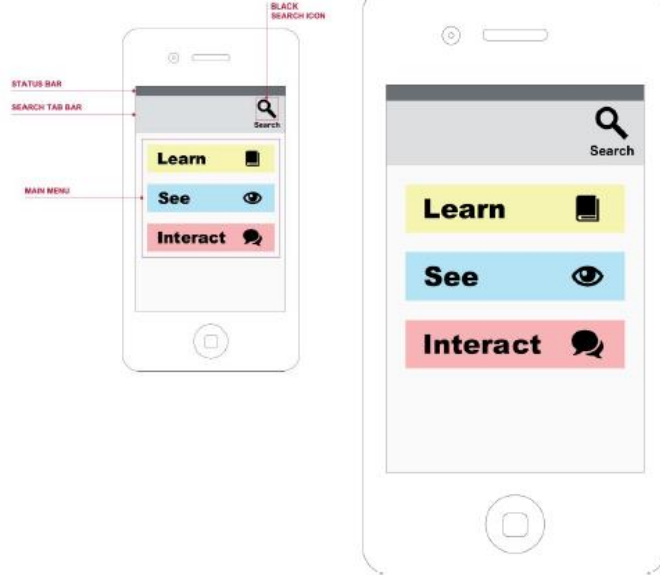 BLACK
SEARCH ICON
STATUS BAR
SEARCH TAB BAR
Search
Learn
See
MAIN MENU
Interact
Search
Learn
See
Interact